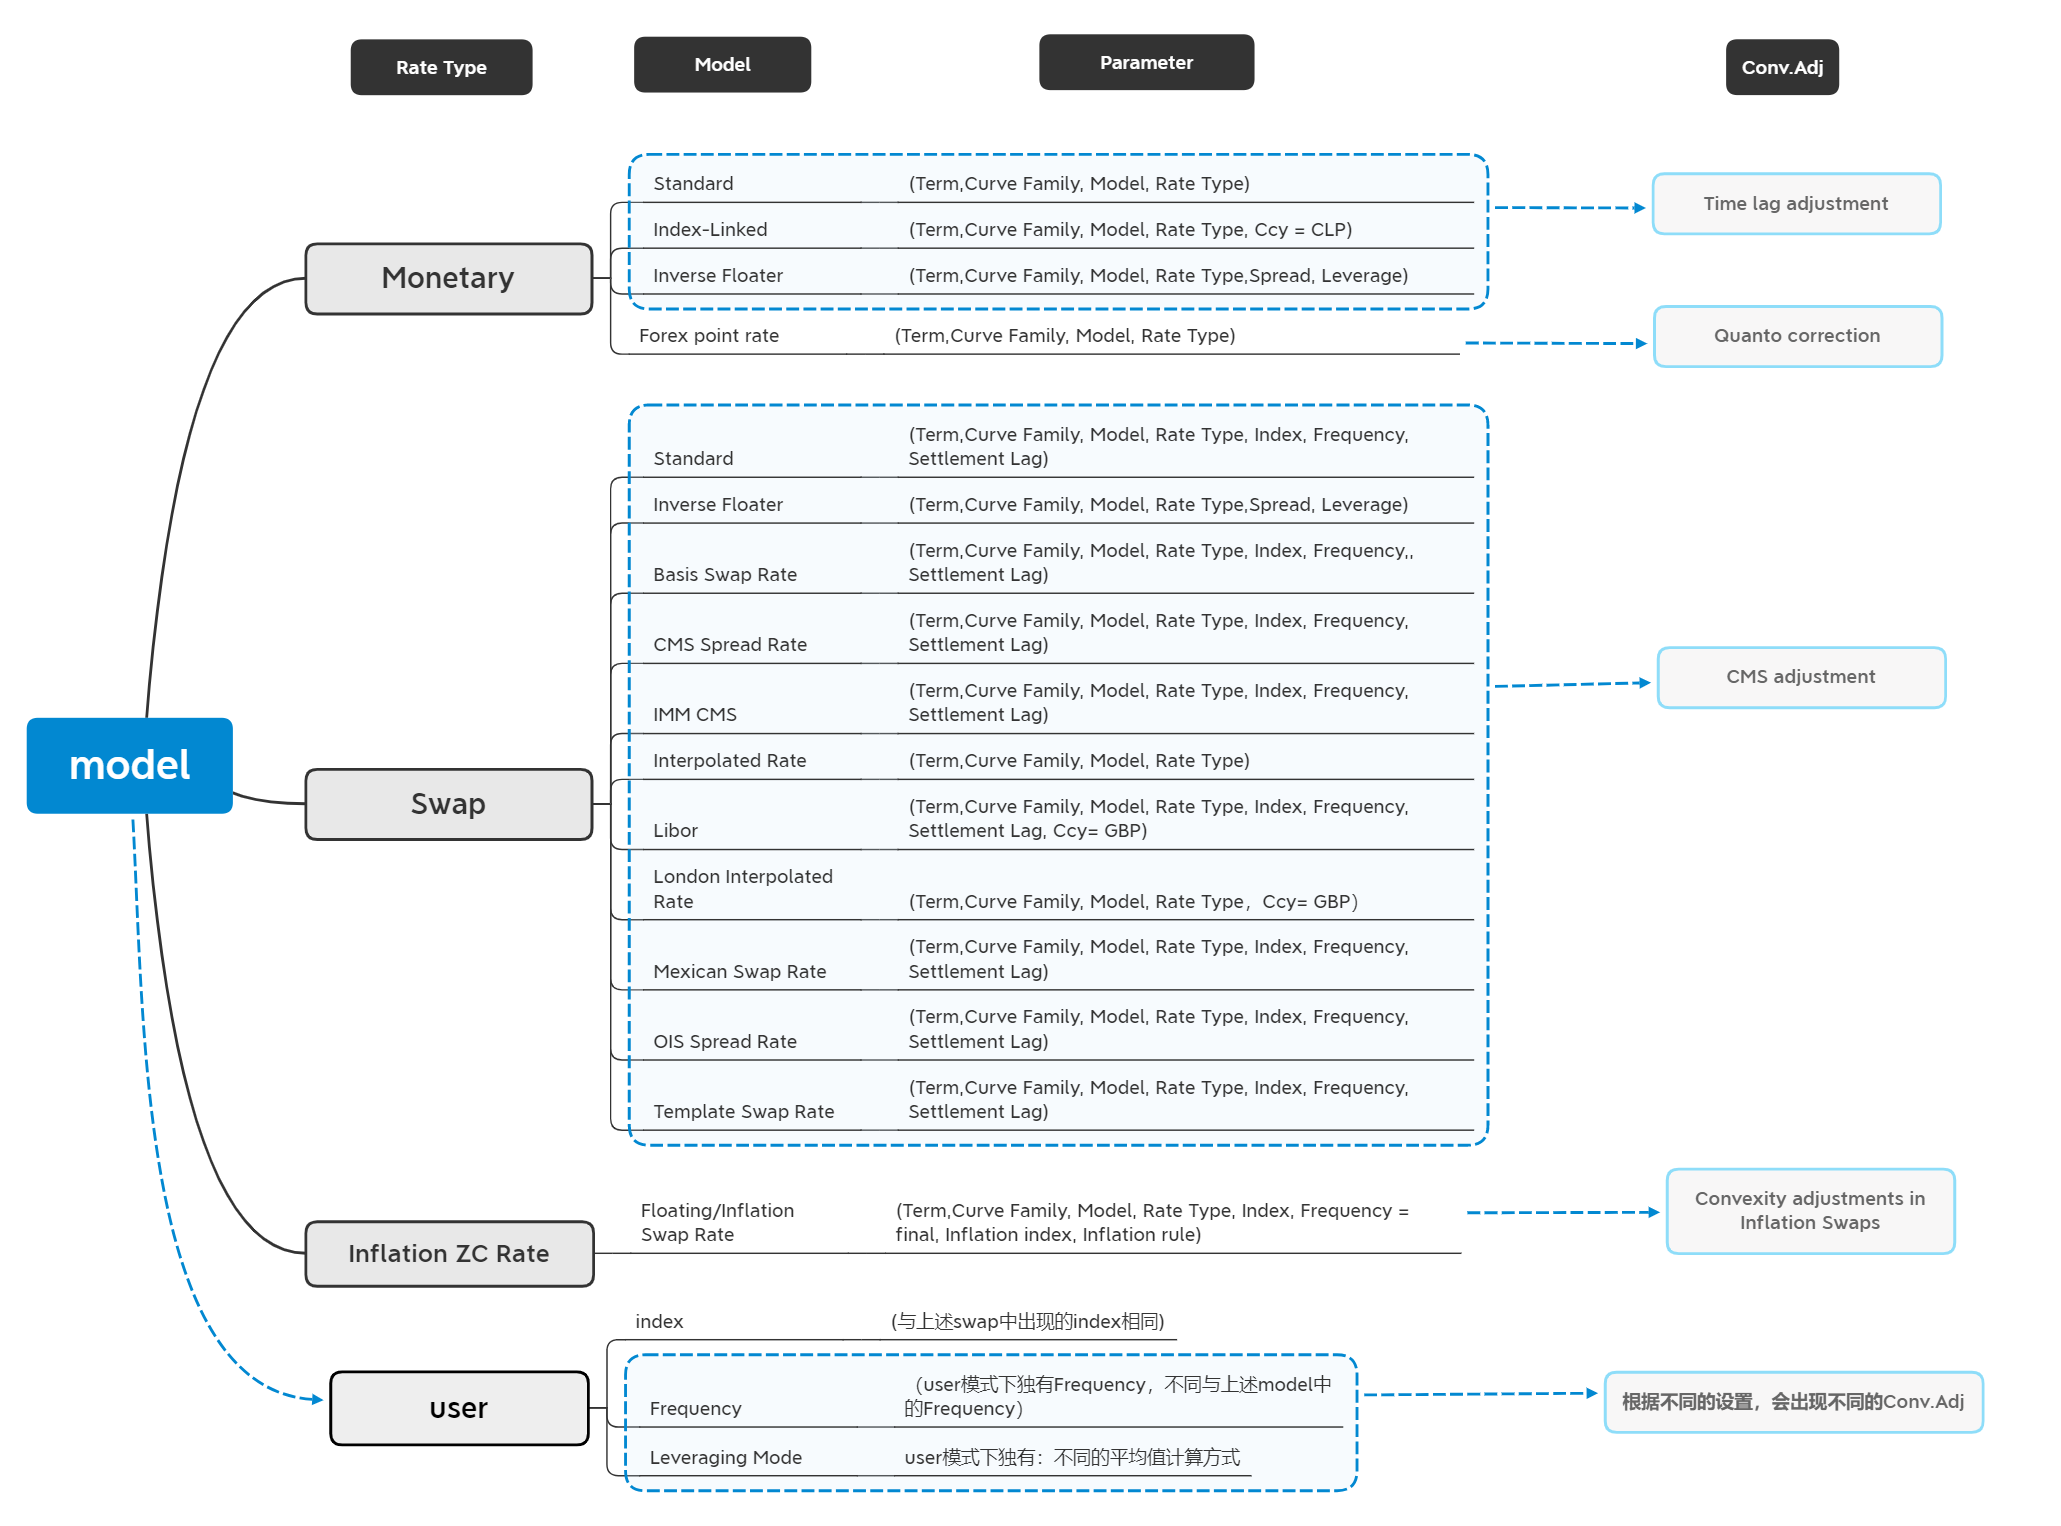 Rate Type
Model
Parameter
Conv.Adj
Standard
(Term,Curve Family, Model, Rate Type)
Time lag adjustment
Index-Linked
(Term,Curve Family, Model, Rate Type, Ccy = CLP)
Monetary
Inverse Floater
(Term,Curve Family, Model, Rate Type,Spread, Leverage)
Forex point rate
(Term,Curve Family, Model, Rate Type)
Quanto correction
(Term,Curve Family, Model, Rate Type, Index, Frequency,
Standard
Settlement Lag)
Inverse Floater
(Term,Curve Family, Model, Rate Type,Spread, Leverage)
(Term,Curve Family, Model, Rate Type, Index, Frequency,,
Basis Swap Rate
Settlement Lag)
(Term,Curve Family, Model, Rate Type, Index, Frequency,
CMS Spread Rate
Settlement Lag)
CMS adjustment
(Term,Curve Family, Model, Rate Type, Index, Frequency,
IMM CMS
Settlement Lag)
model
Interpolated Rate
(Term,Curve Family, Model, Rate Type)
Swap
(Term,Curve Family, Model, Rate Type, Index, Frequency,
Libor
Settlement Lag, Ccy= GBP)
London Interpolated
Rate
(Term,Curve Family, Model, Rate Type，Ccy= GBP）
(Term,Curve Family, Model, Rate Type, Index, Frequency,
Mexican Swap Rate
Settlement Lag)
(Term,Curve Family, Model, Rate Type, Index, Frequency,
OIS Spread Rate
Settlement Lag)
(Term,Curve Family, Model, Rate Type, Index, Frequency,
Template Swap Rate
Settlement Lag)
Inflation ZC Rate
Floating/Inflation
Swap Rate
(Term,Curve Family, Model, Rate Type, Index, Frequency =
final, Inflation index, Inflation rule)
Convexity adjustments in
Inflation Swaps
index
(与上述swap中出现的index相同)
user
（user模式下独有Frequency，不同与上述model中
Frequency
的Frequency）
根据不同的设置，会出现不同的Conv.Adj
Leveraging Mode
user模式下独有：不同的平均值计算方式